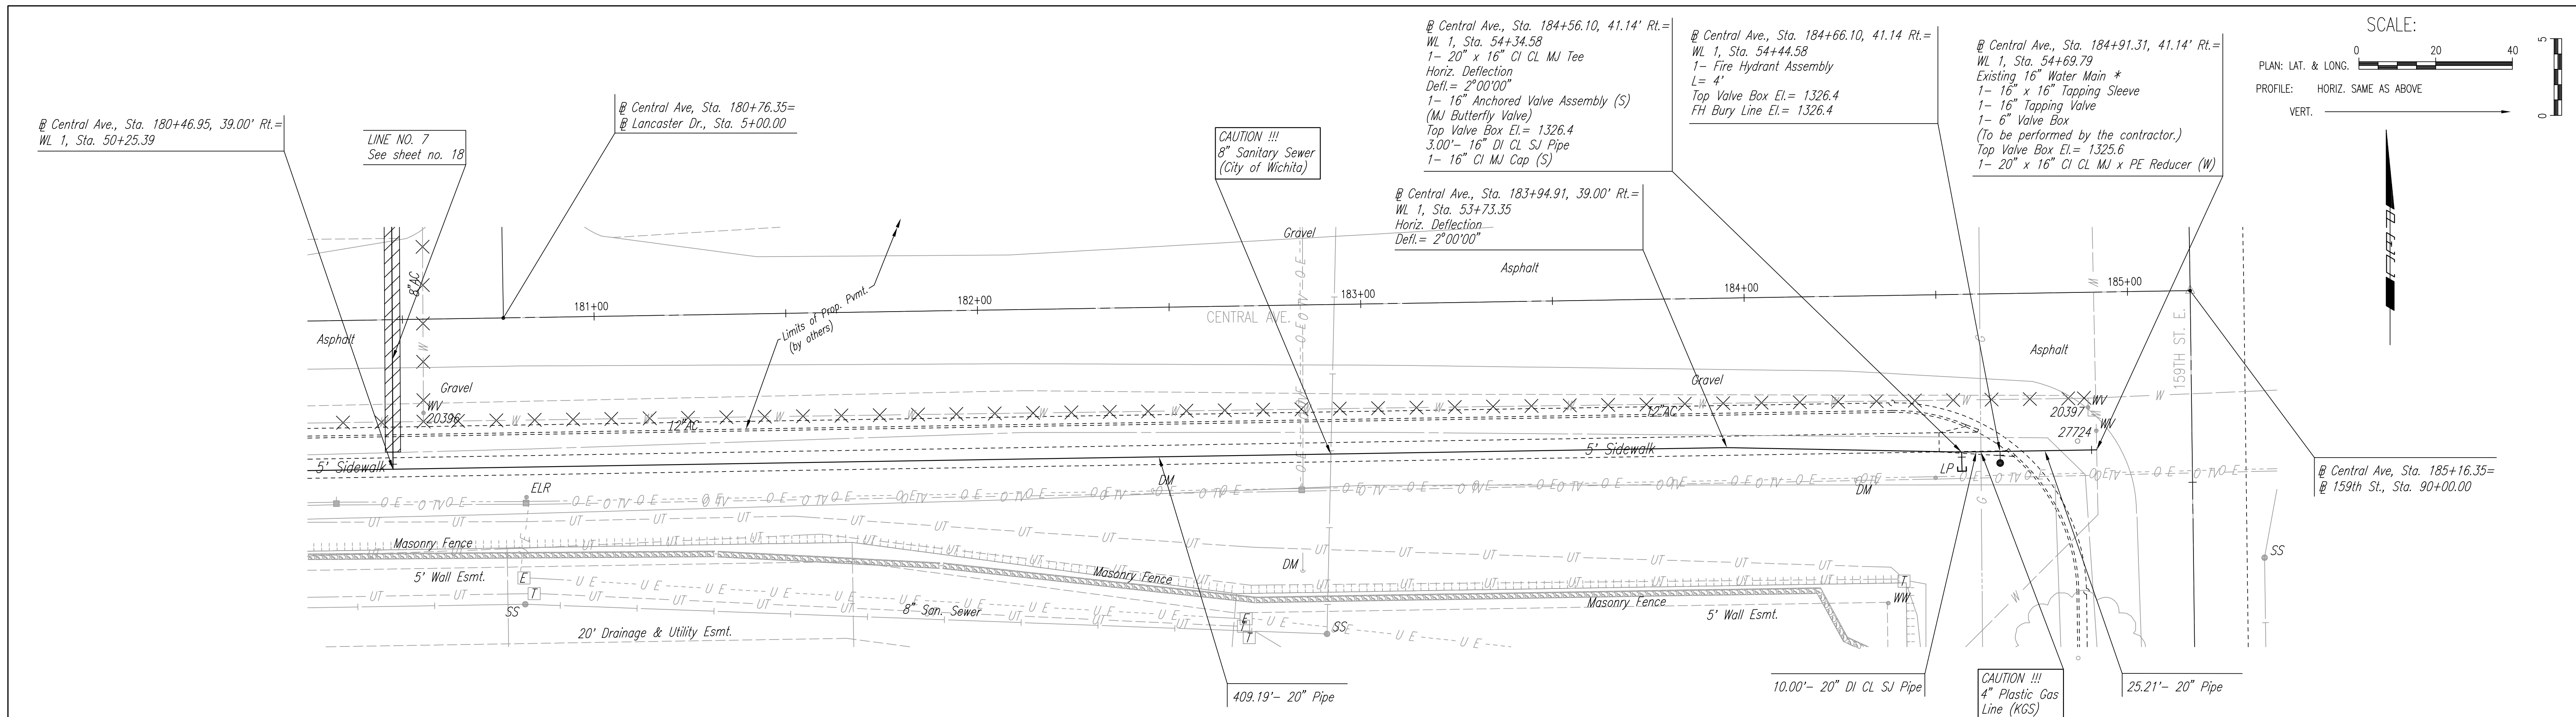 ℄ Central Ave., Sta. 180+46.95, 39.00' Rt.=
WL 1, Sta. 50+25.39
LINE NO. 7
See sheet no. 18
℄ Central Ave, Sta. 180+76.35=
℄ Lancaster Dr., Sta. 5+00.00
CAUTION !!!
8" Sanitary Sewer
(City of Wichita)
℄ Central Ave., Sta. 184+56.10, 41.14' Rt.=
WL 1, Sta. 54+34.58
1- 20" x 16" CI CL MJ Tee
Horiz. Deflection
Defl.= 2°00'00"
1- 16" Anchored Valve Assembly (S)
(MJ Butterfly Valve)
Top Valve Box El.= 1326.4
3.00'- 16" DI CL SJ Pipe
1- 16" CI MJ Cap (S)
℄ Central Ave., Sta. 183+94.91, 39.00' Rt.=
WL 1, Sta. 53+73.35
Horiz. Deflection
Defl.= 2°00'00"
℄ Central Ave., Sta. 184+66.10, 41.14 Rt.=
WL 1, Sta. 54+44.58
1- Fire Hydrant Assembly
L= 4'
Top Valve Box El.= 1326.4
FH Bury Line El.= 1326.4
℄ Central Ave., Sta. 184+91.31, 41.14' Rt.=
WL 1, Sta. 54+69.79
Existing 16" Water Main *
1- 16" x 16" Tapping Sleeve
1- 16" Tapping Valve
1- 6" Valve Box
(To be performed by the contractor.)
Top Valve Box El.= 1325.6
1- 20" x 16" CI CL MJ x PE Reducer (W)
SCALE:
0 20 40
PLAN: LAT. & LONG.
PROFILE: HORIZ. SAME AS ABOVE
VERT.
5
0
Gravel
Asphalt
8"AC
181+00
182+00
183+00
184+00
185+00
CENTRAL AVE.
159TH ST. E.
Asphalt
Limits of Prop. Pvmt.
(by others)
Asphalt
Gravel
Gravel
WV
20396
12"AC
12"AC
20397
WV
WV
27724
5' Sidewalk
5' Sidewalk
LP
DM
DM
ELR
℄ Central Ave, Sta. 185+16.35=
℄ 159th St., Sta. 90+00.00
Masonry Fence
5' Wall Esmt.
E
T
SS
8" San. Sewer
20' Drainage & Utility Esmt.
Masonry Fence
DM
E
T
T
SS
Masonry Fence
5' Wall Esmt.
T
WW
SS
409.19'- 20" Pipe
10.00'- 20" DI CL SJ Pipe
CAUTION !!!
4" Plastic Gas
Line (KGS)
25.21'- 20" Pipe